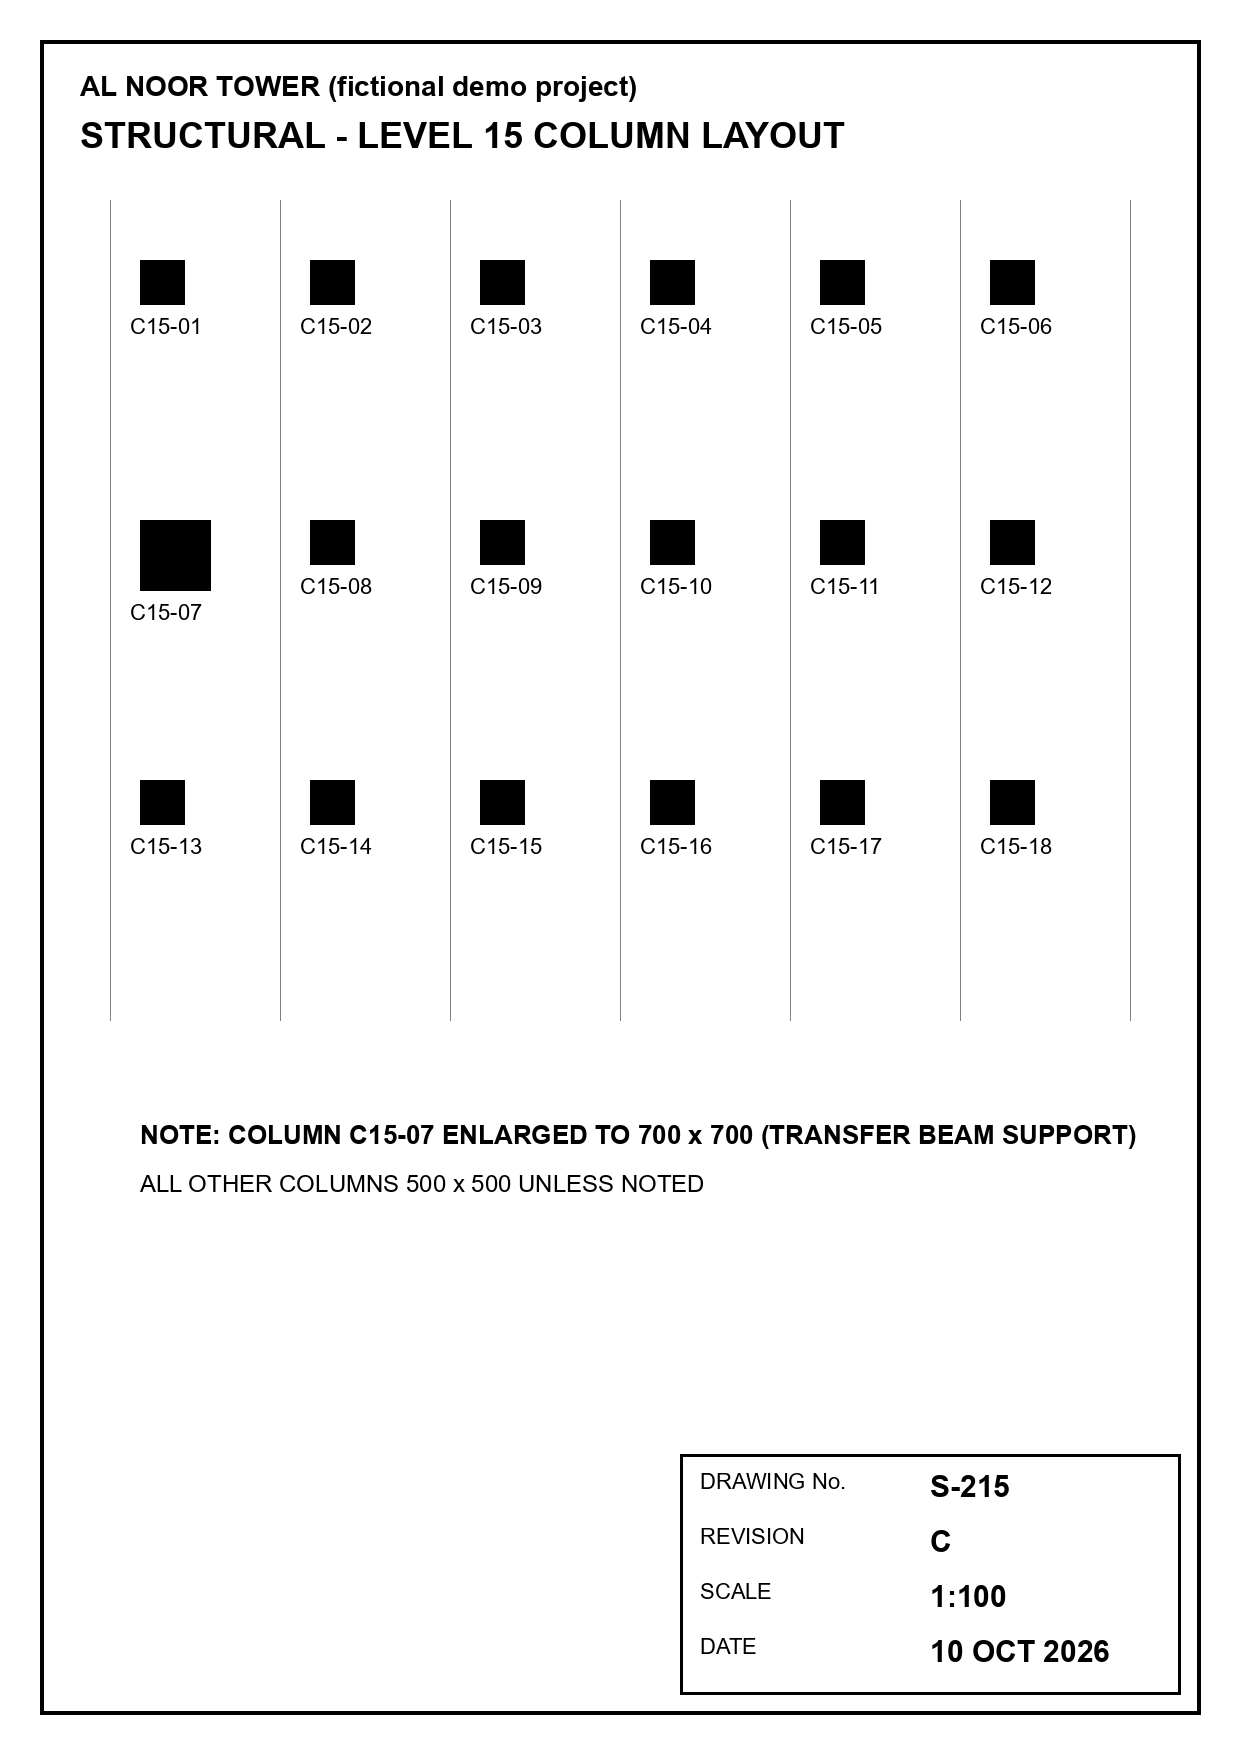 AL NOOR TOWER (fictional demo project)
STRUCTURAL - LEVEL 15 COLUMN LAYOUT
C15-01 C15-02 C15-03 C15-04 C15-05 C15-06
C15-07 C15-08 C15-09 C15-10 C15-11 C15-12
C15-13 C15-14 C15-15 C15-16 C15-17 C15-18
NOTE: COLUMN C15-07 ENLARGED TO 700 x 700 (TRANSFER BEAM SUPPORT)
ALL OTHER COLUMNS 500 x 500 UNLESS NOTED
DRAWING No. S-215
REVISION C
SCALE 1:100
DATE 10 OCT 2026